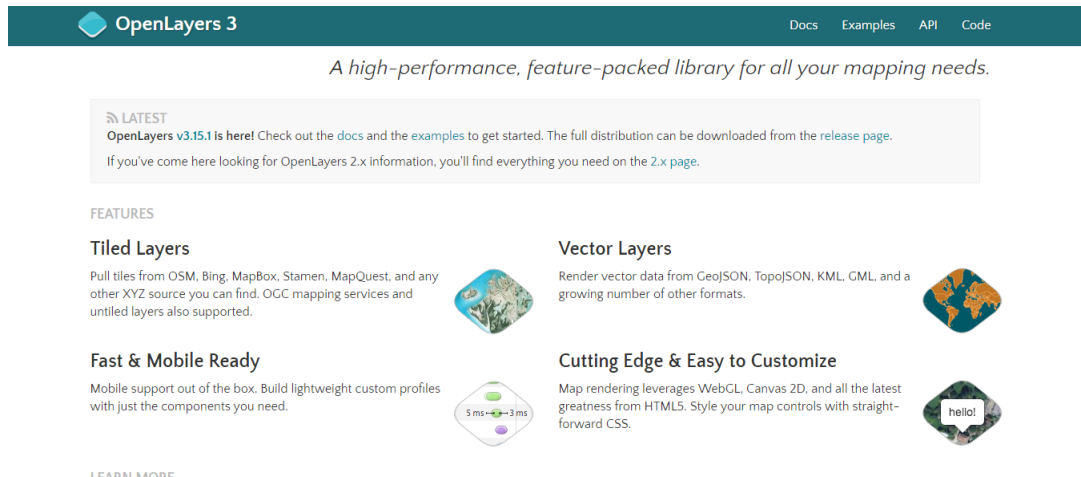 OpenLayers 3
Docs Examples API Code
A high-performance, feature-packed library for all your mapping needs.
LATEST
OpenLayers v3.15.1 is here! Check out the docs and the examples to get started. The full distribution can be downloaded from the release page.
If you've come here looking for OpenLayers 2.x information, you'll find everything you need on the 2.x page.
FEATURES
Tiled Layers
Pull tiles from OSM, Bing, MapBox, Stamen, MapQuest, and any
other XYZ source you can find. OGC mapping services and
untiled layers also supported.
Vector Layers
Render vector data from GeoJSON, TopoJSON, KML, GML, and a
growing number of other formats.
Fast & Mobile Ready
Mobile support out of the box. Build lightweight custom profiles
with just the components you need.
5 ms 3 ms
Cutting Edge & Easy to Customize
Map rendering leverages WebGL, Canvas 2D, and all the latest
greatness from HTML5. Style your map controls with straight-
forward CSS.
hello!
LEARN MORE